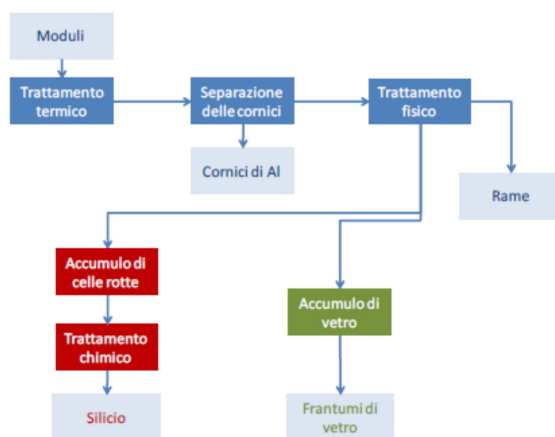 Moduli
Trattamento
termico
Separazione
delle cornici
Trattamento
fisico
Cornici di Al
Rame
Accumulo di
celle rotte
Accumulo di
vetro
Trattamento
chimico
Silicio
Frantumi di
vetro